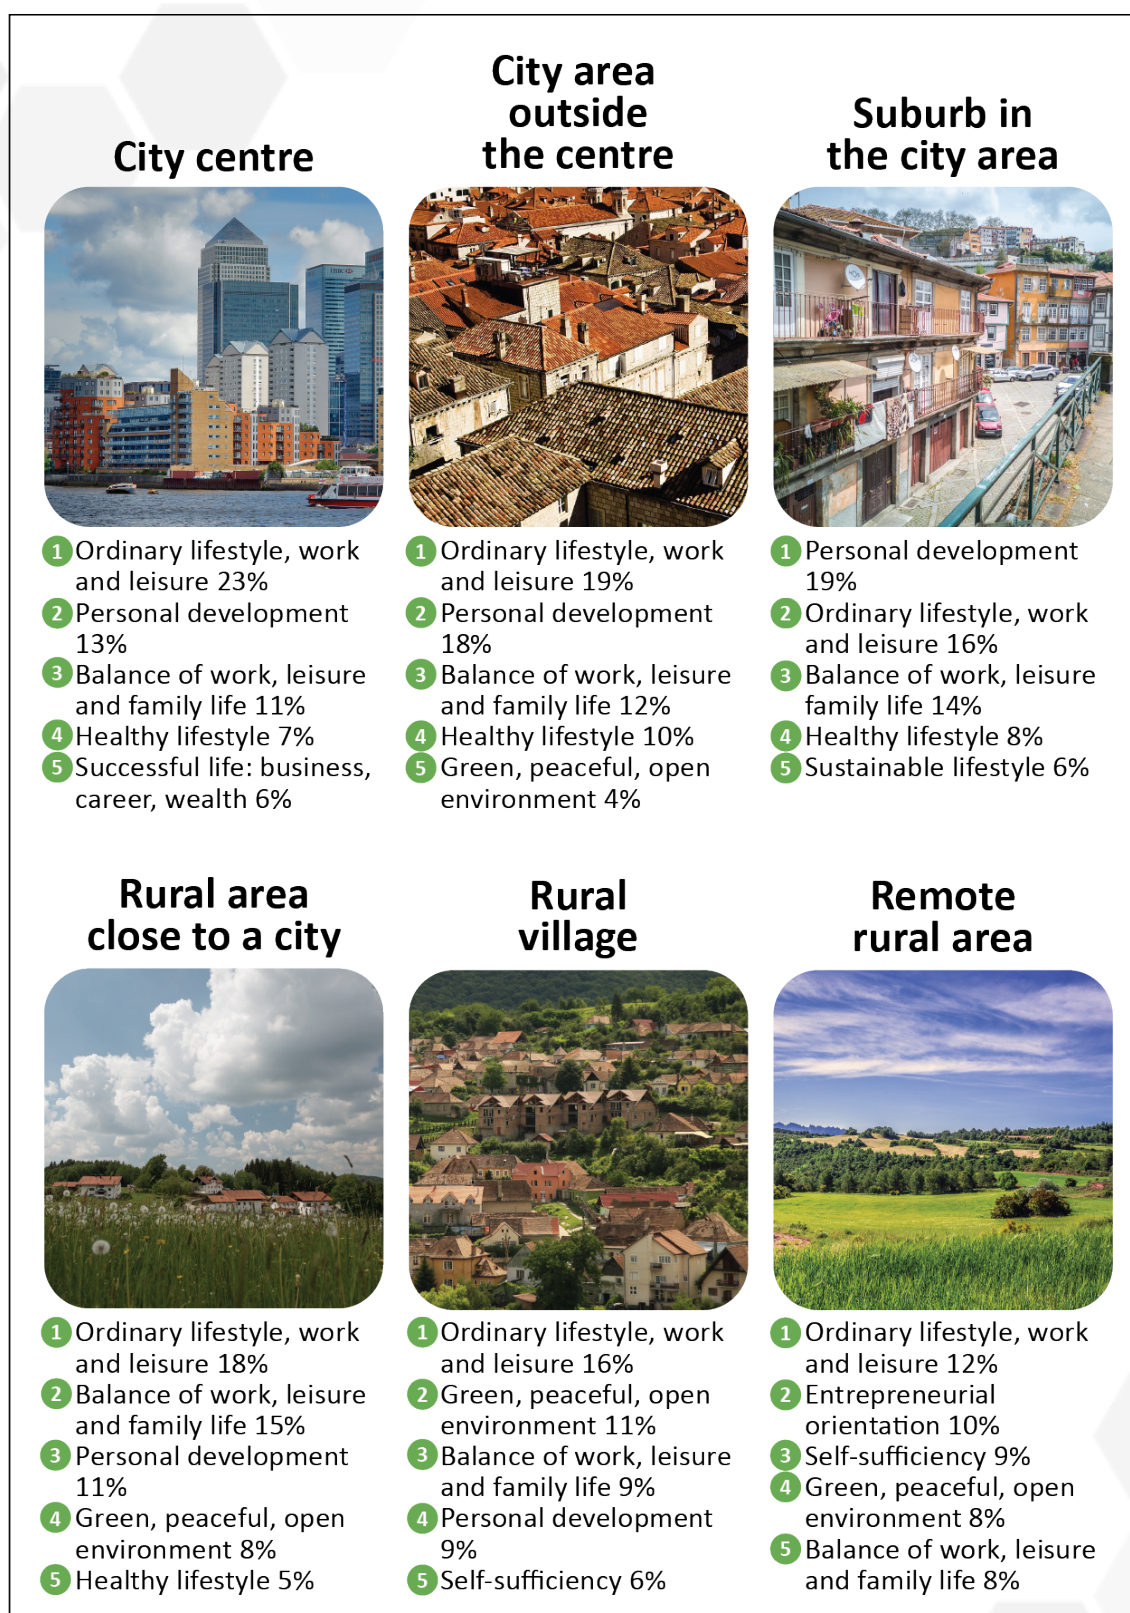 City centre
1 Ordinary lifestyle, work
and leisure 23%
2 Personal development
13%
3 Balance of work, leisure
and family life 11%
4 Healthy lifestyle 7%
5 Successful life: business,
career, wealth 6%
City area
outside
the centre
1 Ordinary lifestyle, work
and leisure 19%
2 Personal development
18%
3 Balance of work, leisure
and family life 12%
4 Healthy lifestyle 10%
5 Green, peaceful, open
environment 4%
Suburb in
the city area
1 Personal development
19%
2 Ordinary lifestyle, work
and leisure 16%
3 Balance of work, leisure
family life 14%
4 Healthy lifestyle 8%
5 Sustainable lifestyle 6%
Rural area
close to a city
1 Ordinary lifestyle, work
and leisure 18%
2 Balance of work, leisure
and family life 15%
3 Personal development
11%
4 Green, peaceful, open
environment 8%
5 Healthy lifestyle 5%
Rural
village
1 Ordinary lifestyle, work
and leisure 16%
2 Green, peaceful, open
environment 11%
3 Balance of work, leisure
and family life 9%
4 Personal development
9%
5 Self-sufficiency 6%
Remote
rural area
1 Ordinary lifestyle, work
and leisure 12%
2 Entrepreneurial
orientation 10%
3 Self-sufficiency 9%
4 Green, peaceful, open
environment 8%
5 Balance of work, leisure
and family life 8%